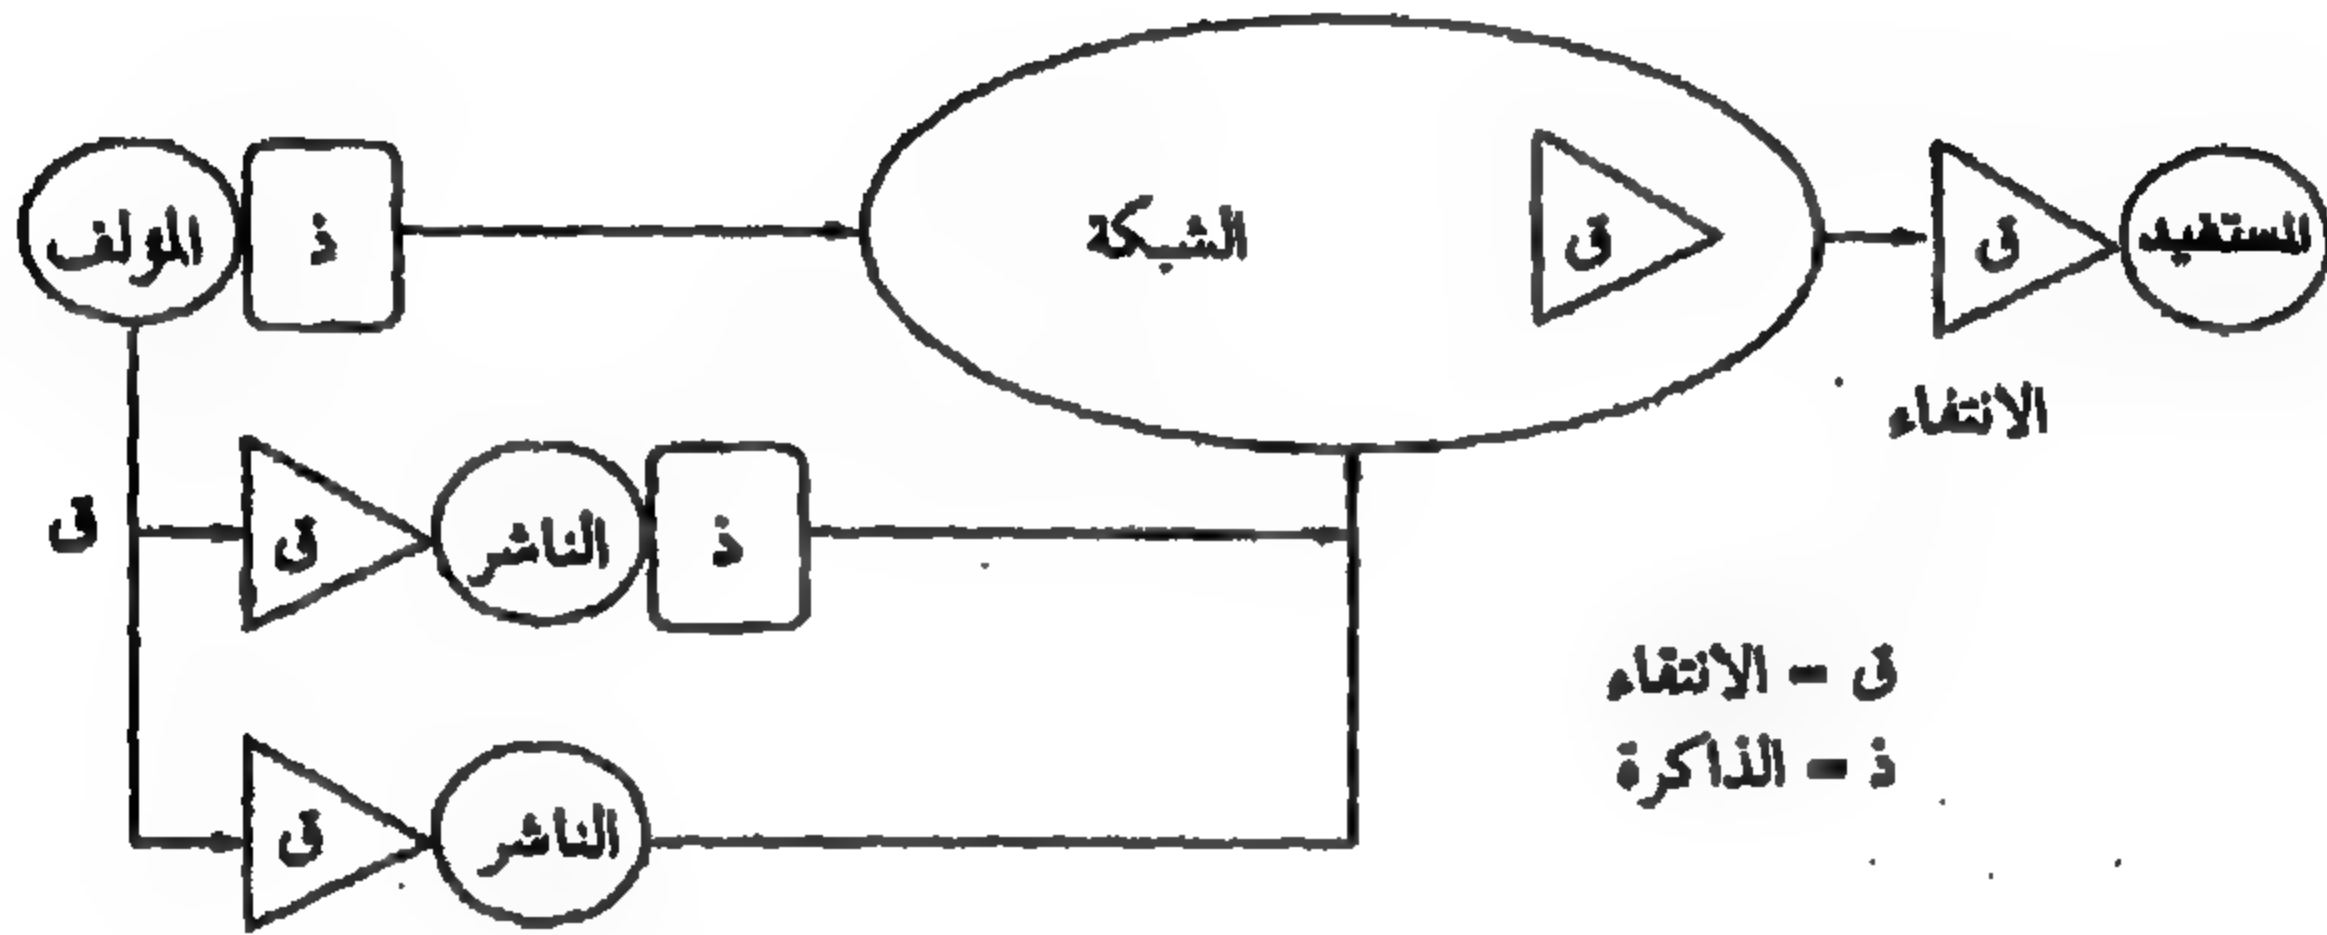 المؤلف
ذ
الشبكة
ق
ق
المستفيد
الانتقاء
ق
ق
الناشر
ذ
ق – الانتقاء
ذ – الذاكرة
ق
الناشر